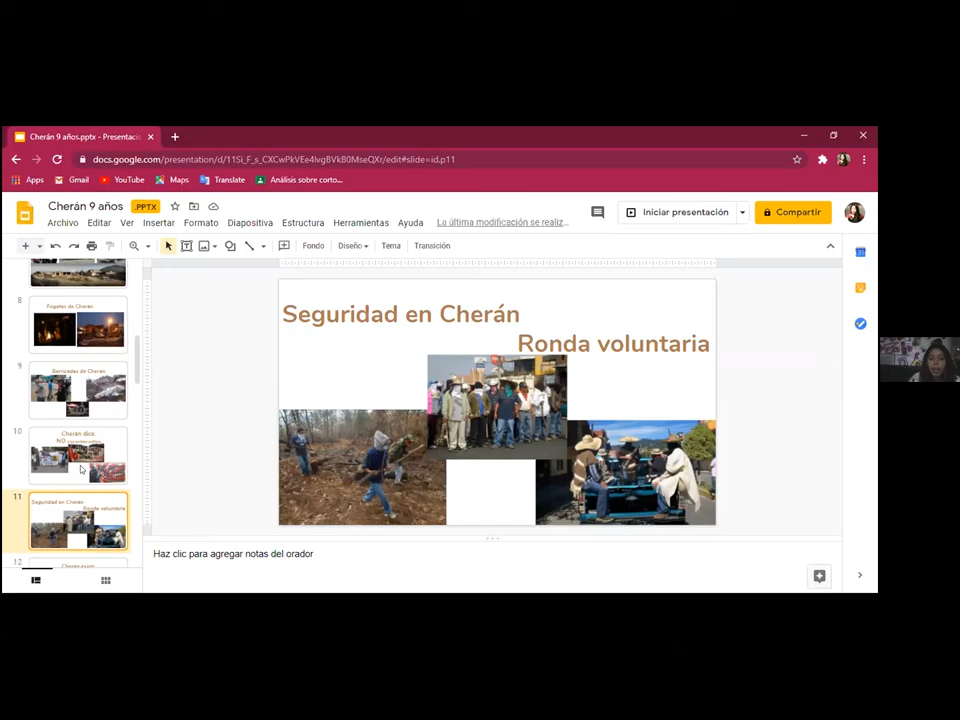 Cherán 9 años.pptx - Presentaci
docs.google.com/presentation/d/11Si_F_s_CXCwPkVEe4lvgBVkB0MseQXr/edit#slide=id.p11
Apps
Gmail
YouTube
Maps
Translate
Análisis sobre corto...
Cherán 9 años
.PPTX
Iniciar presentación
Compartir
Archivo
Editar
Ver
Insertar
Formato
Diapositiva
Estructura
Herramientas
Ayuda
La última modificación se realiz...
Fondo
Diseño
Tema
Transición
8
Fogatas de Cherán
9
Barricadas de Cherán
10
Cherán dice:
NO
11
Seguridad en Cherán
Ronda voluntaria
12
Seguridad en Cherán
Ronda voluntaria
Haz clic para agregar notas del orador